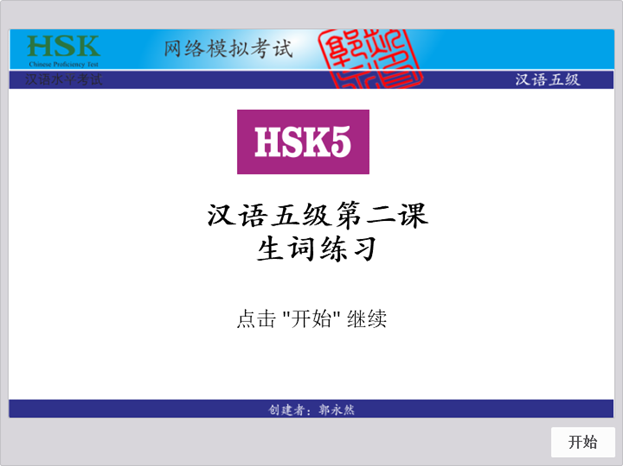 HSK
Chinese Proficiency Test
网络模拟考试
汉语水平考试
汉语五级
HSK5
汉语五级第二课
生词练习
点击 "开始" 继续
创建者：郭永然
开始